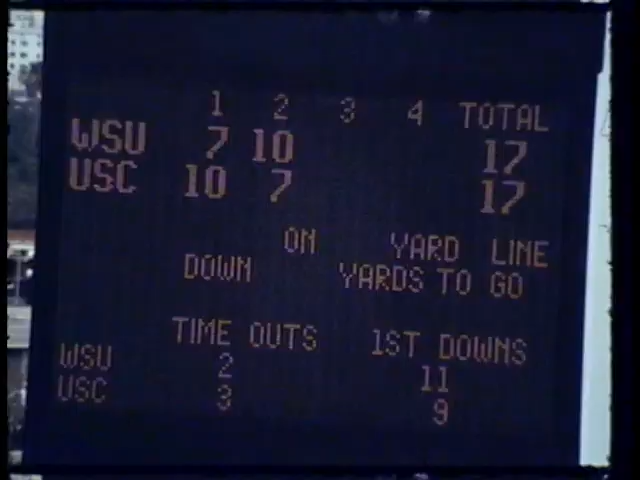 1 2 3 4 TOTAL
WSU 7 10 17
USC 10 7 17
ON YARD LINE
DOWN YARDS TO GO
TIME OUTS 1ST DOWNS
WSU 2 11
USC 3 9